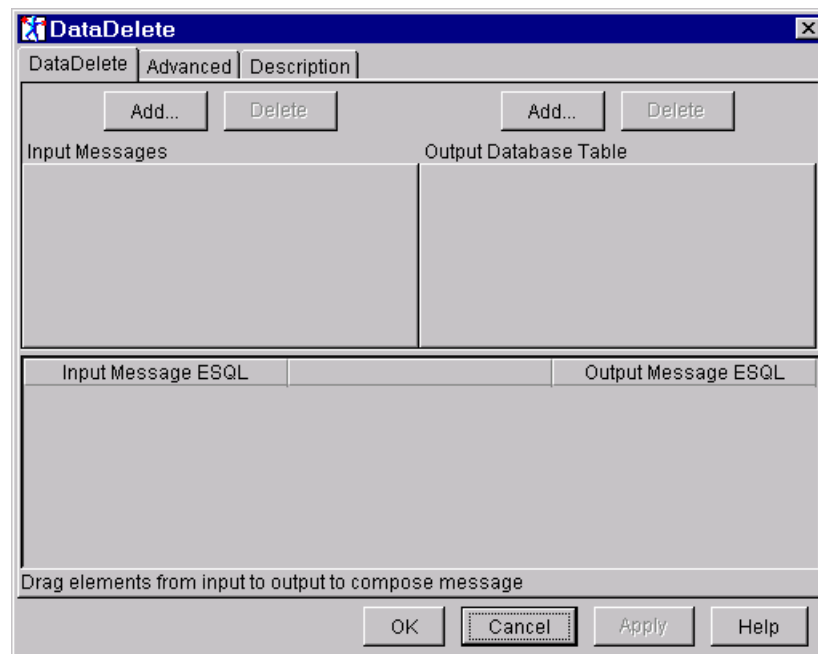 DataDelete
DataDelete Advanced Description
Add... Delete Add... Delete
Input Messages Output Database Table
Input Message ESQL Output Message ESQL
Drag elements from input to output to compose message
OK Cancel Apply Help